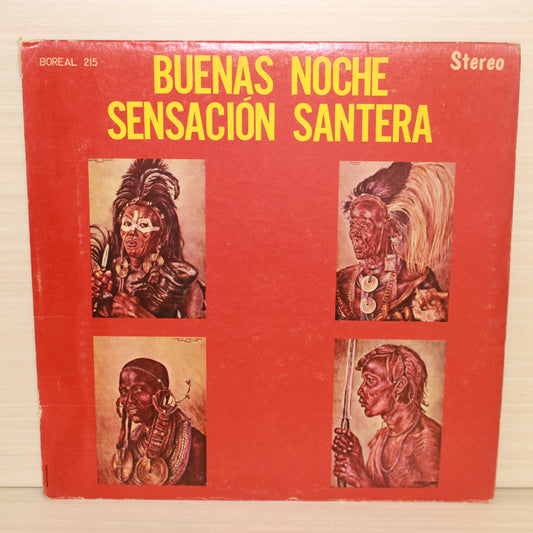 BOREAL 215
Stereo
BUENAS NOCHE
SENSACIÓN SANTERA